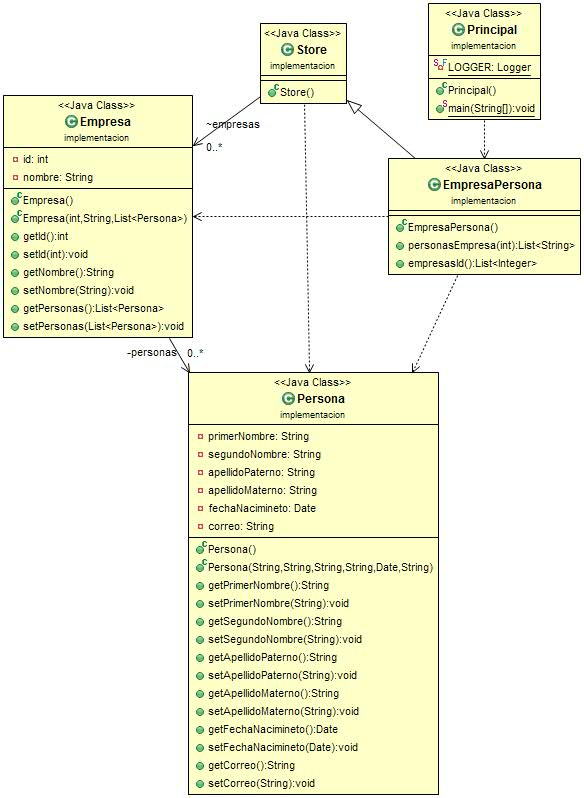 <<Java Class>>
Store
implementacion
Store()
<<Java Class>>
Principal
implementacion
LOGGER: Logger
Principal()
main(String[]):void
<<Java Class>>
Empresa
implementacion
id: int
nombre: String
Empresa()
Empresa(int,String,List<Persona>)
getId():int
setId(int):void
getNombre():String
setNombre(String):void
getPersonas():List<Persona>
setPersonas(List<Persona>):void
~empresas
0..*
<<Java Class>>
EmpresaPersona
implementacion
EmpresaPersona()
personasEmpresa(int):List<String>
empresasId():List<Integer>
-personas 0..*
<<Java Class>>
Persona
implementacion
primerNombre: String
segundoNombre: String
apellidoPaterno: String
apellidoMaterno: String
fechaNacimineto: Date
correo: String
Persona()
Persona(String,String,String,String,Date,String)
getPrimerNombre():String
setPrimerNombre(String):void
getSegundoNombre():String
setSegundoNombre(String):void
getApellidoPaterno():String
setApellidoPaterno(String):void
getApellidoMaterno():String
setApellidoMaterno(String):void
getFechaNacimineto():Date
setFechaNacimineto(Date):void
getCorreo():String
setCorreo(String):void